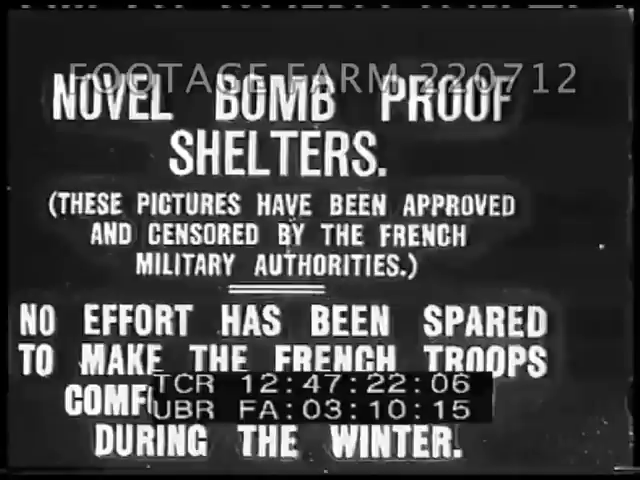 FOOTAGE FARM 220712
NOVEL BOMB PROOF
SHELTERS.
(THESE PICTURES HAVE BEEN APPROVED
AND CENSORED BY THE FRENCH
MILITARY AUTHORITIES.)
NO EFFORT HAS BEEN SPARED
TO MAKE THE FRENCH TROOPS
COMF
TCR 12:47:22:06
UBR FA:03:10:15
DURING THE WINTER.